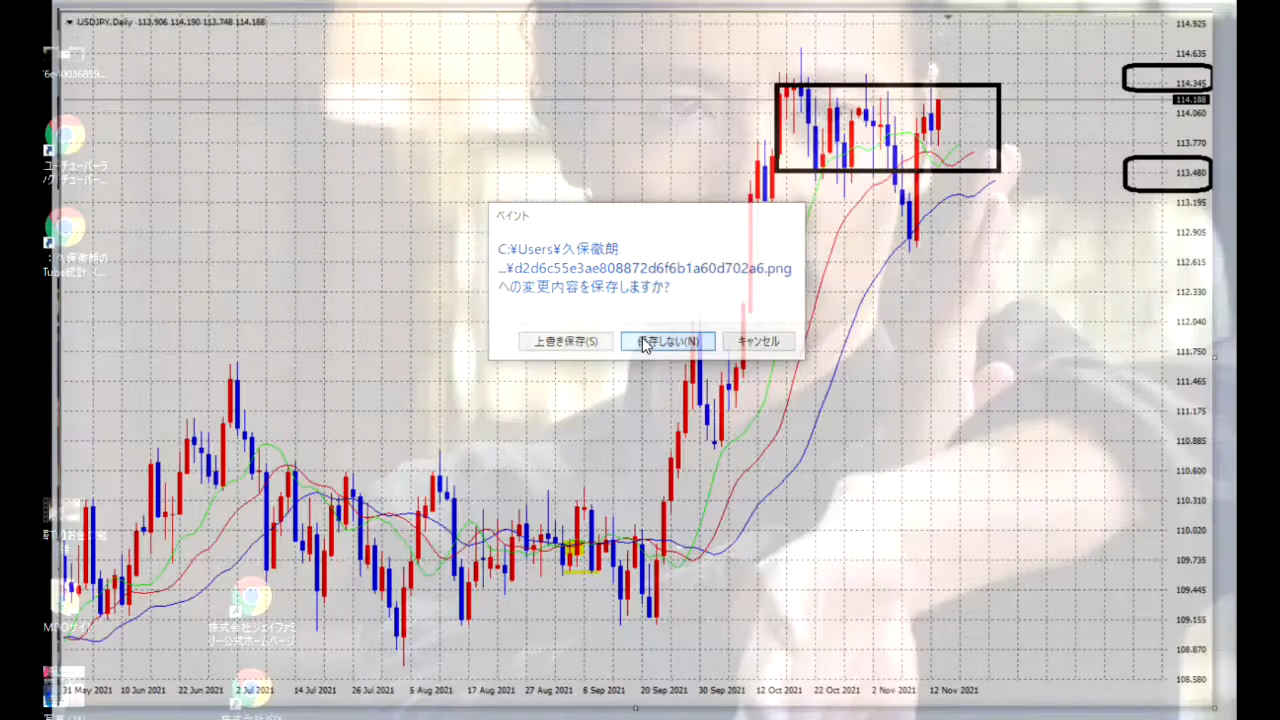 USDJPY,Daily 113.906 114.190 113.748 114.188
114.925
114.635
114.345
114.188
114.060
113.770
113.480
113.195
112.905
112.615
112.330
112.040
111.750
111.465
111.175
110.885
110.600
110.310
110.020
109.735
109.445
109.155
108.870
108.580
ペイント
C:¥Users¥久保徹朗
...¥d2d6c55e3ae808872d6f6b1a60d702a6.png
への変更内容を保存しますか?
上書き保存(S)
保存しない(N)
キャンセル
株式会社ジェイファミ
リー公式ホームページ
31 May 2021
10 Jun 2021
22 Jun 2021
2 Jul 2021
14 Jul 2021
26 Jul 2021
5 Aug 2021
17 Aug 2021
27 Aug 2021
8 Sep 2021
20 Sep 2021
30 Sep 2021
12 Oct 2021
22 Oct 2021
2 Nov 2021
12 Nov 2021